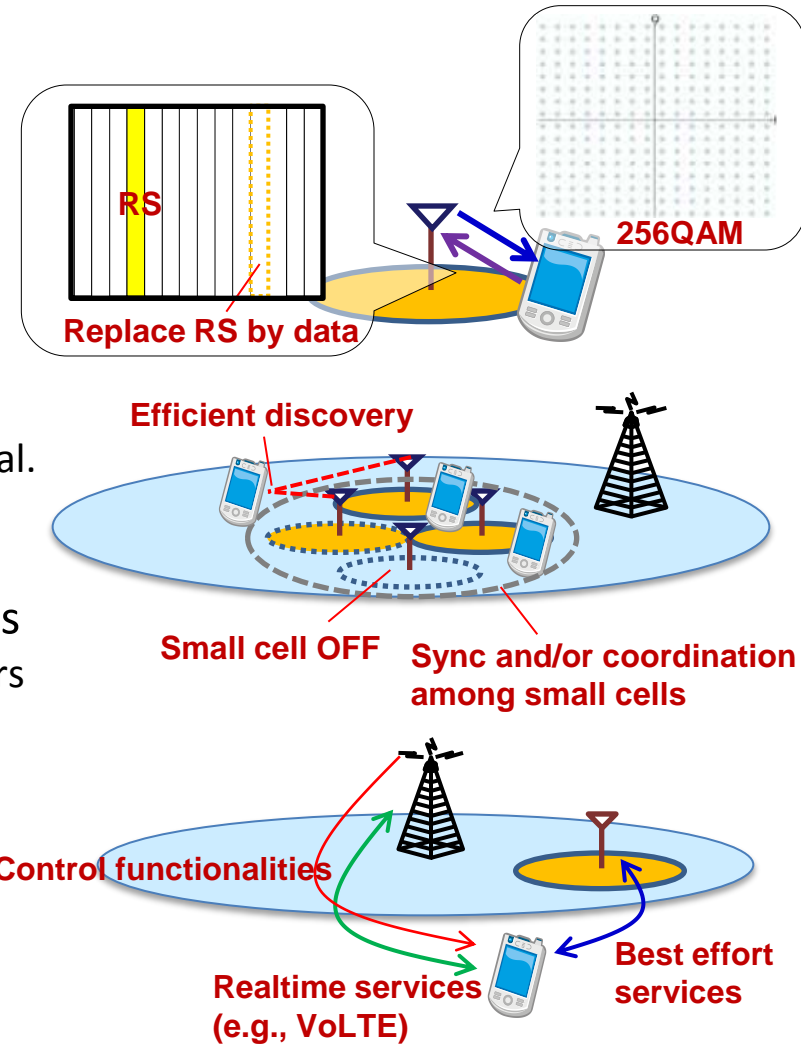 RS
256QAM
Replace RS by data
Efficient discovery
al.
s
rs
Small cell OFF
Sync and/or coordination
among small cells
Control functionalities
Realtime services
(e.g., VoLTE)
Best effort
services